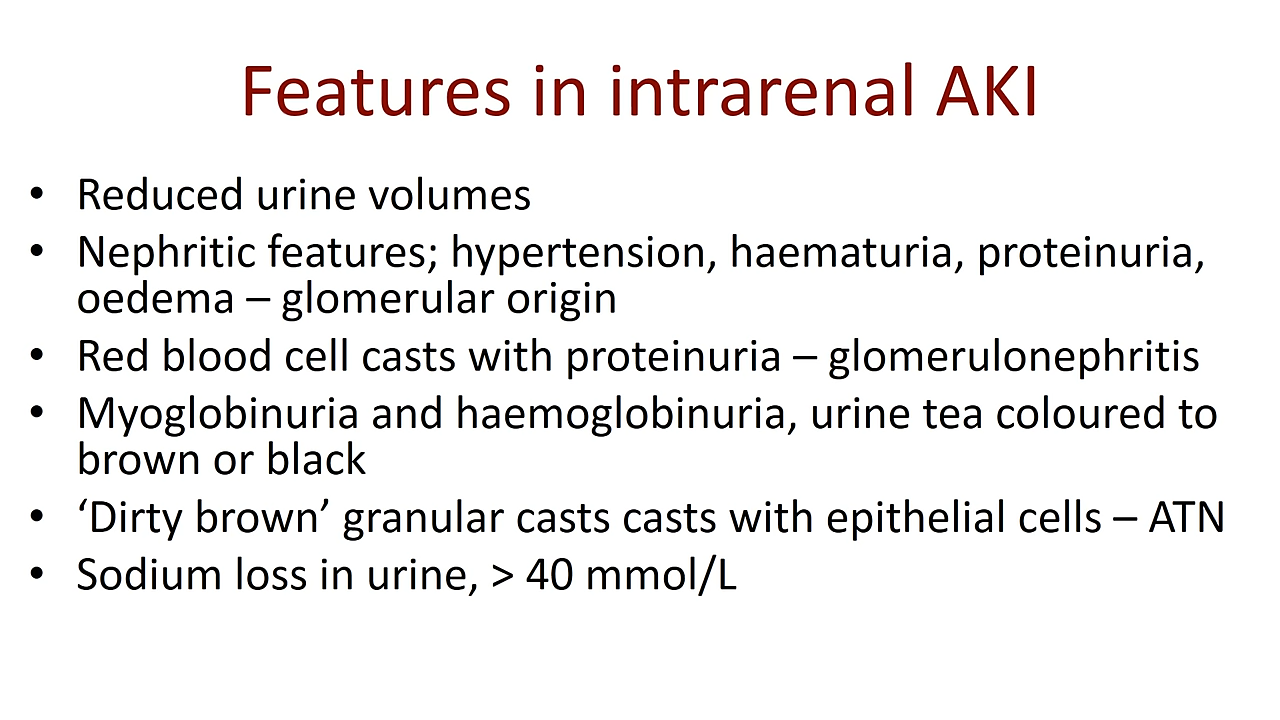 Features in intrarenal AKI
• Reduced urine volumes
• Nephritic features; hypertension, haematuria, proteinuria,
oedema – glomerular origin
• Red blood cell casts with proteinuria – glomerulonephritis
• Myoglobinuria and haemoglobinuria, urine tea coloured to
brown or black
• ‘Dirty brown’ granular casts casts with epithelial cells – ATN
• Sodium loss in urine, > 40 mmol/L